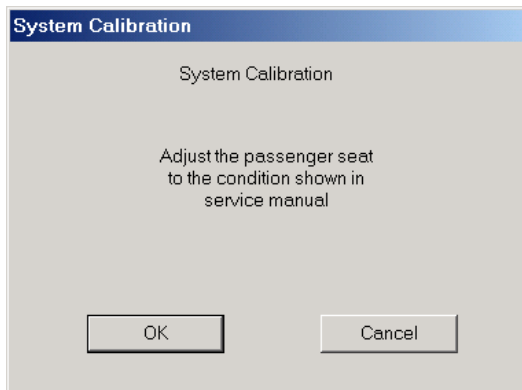 System Calibration
System Calibration
Adjust the passenger seat
to the condition shown in
service manual
OK
Cancel